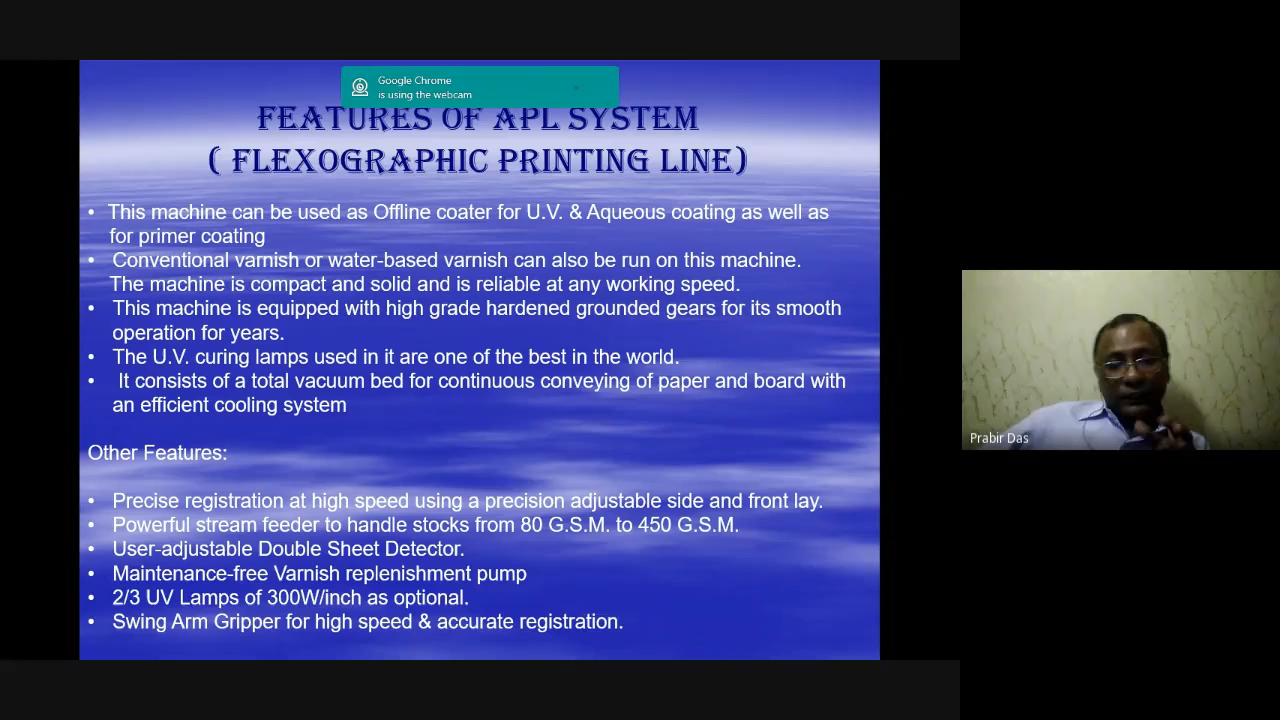 Google Chrome
is using the webcam
FEATURES OF APL SYSTEM
( FLEXOGRAPHIC PRINTING LINE)
• This machine can be used as Offline coater for U.V. & Aqueous coating as well as
for primer coating
• Conventional varnish or water-based varnish can also be run on this machine.
The machine is compact and solid and is reliable at any working speed.
• This machine is equipped with high grade hardened grounded gears for its smooth
operation for years.
• The U.V. curing lamps used in it are one of the best in the world.
• It consists of a total vacuum bed for continuous conveying of paper and board with
an efficient cooling system
Other Features:
• Precise registration at high speed using a precision adjustable side and front lay.
• Powerful stream feeder to handle stocks from 80 G.S.M. to 450 G.S.M.
• User-adjustable Double Sheet Detector.
• Maintenance-free Varnish replenishment pump
• 2/3 UV Lamps of 300W/inch as optional.
• Swing Arm Gripper for high speed & accurate registration.
Prabir Das